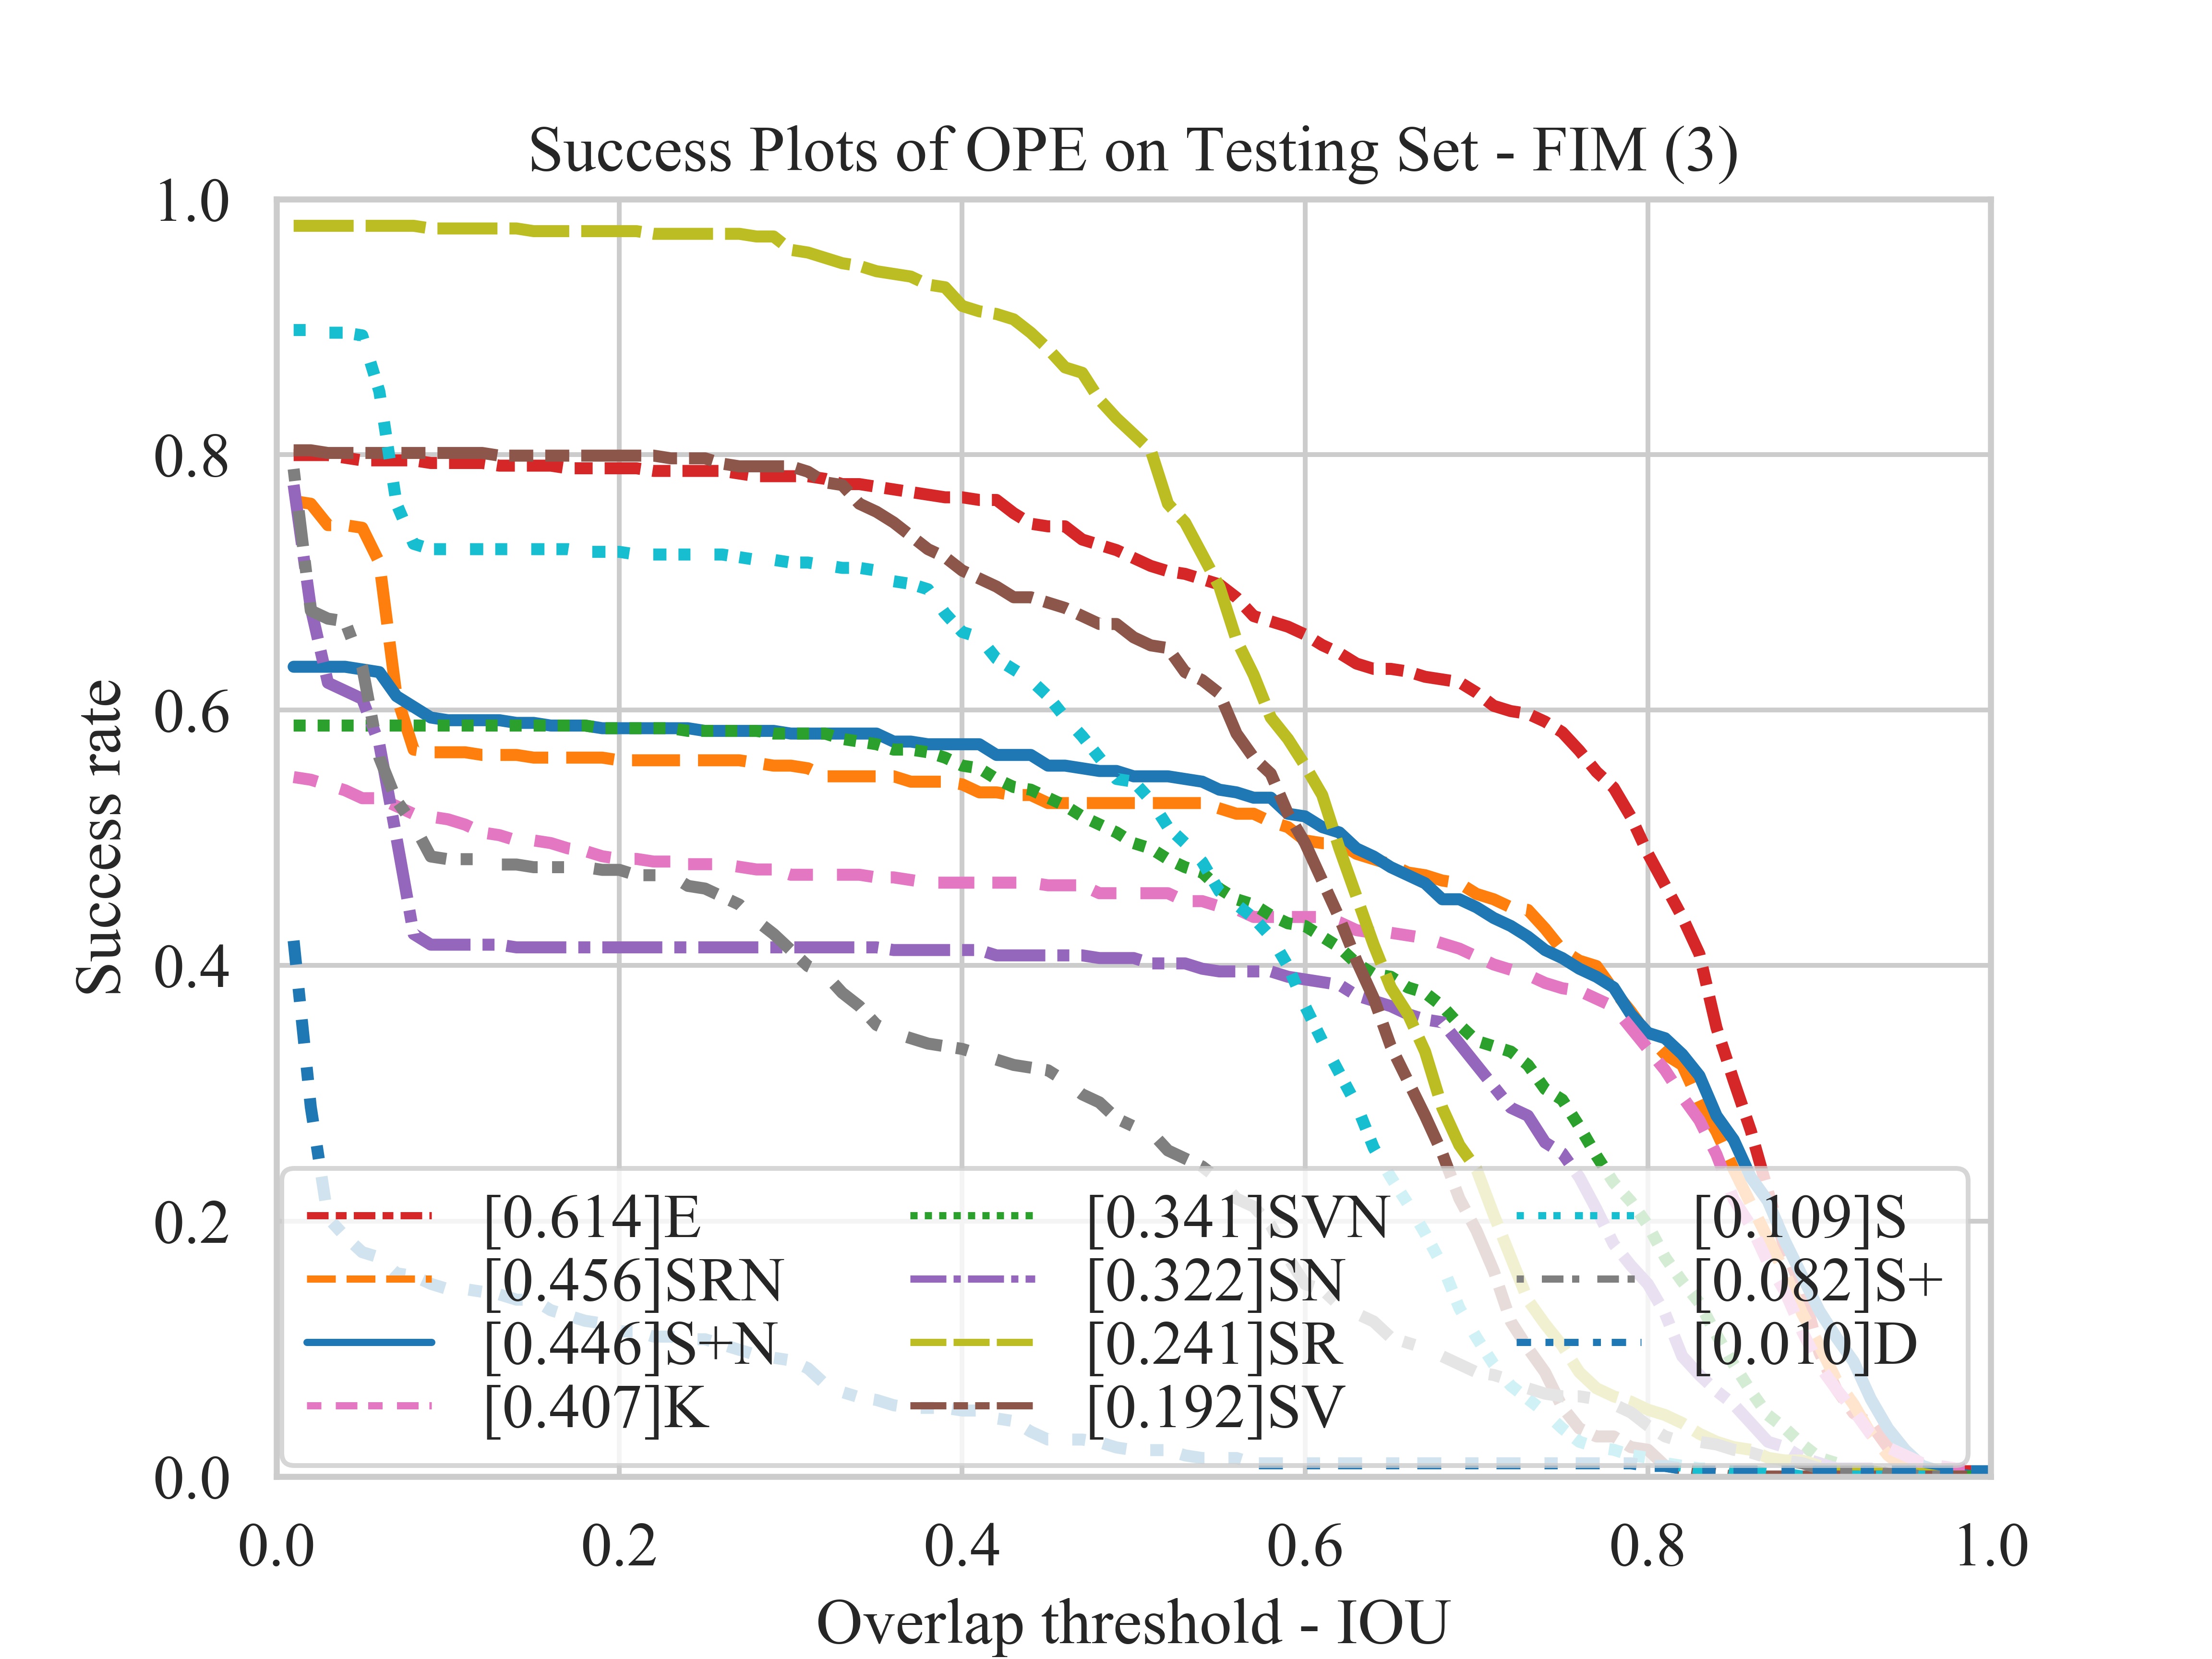 Success Plots of OPE on Testing Set - FIM (3)
1.0
0.8
0.6
0.4
0.2
0.0
Success rate
[0.614]E
[0.456]SRN
[0.446]S+N
[0.407]K
[0.341]SVN
[0.322]SN
[0.241]SR
[0.192]SV
[0.109]S
[0.082]S+
[0.010]D
0.0 0.2 0.4 0.6 0.8 1.0
Overlap threshold - IOU